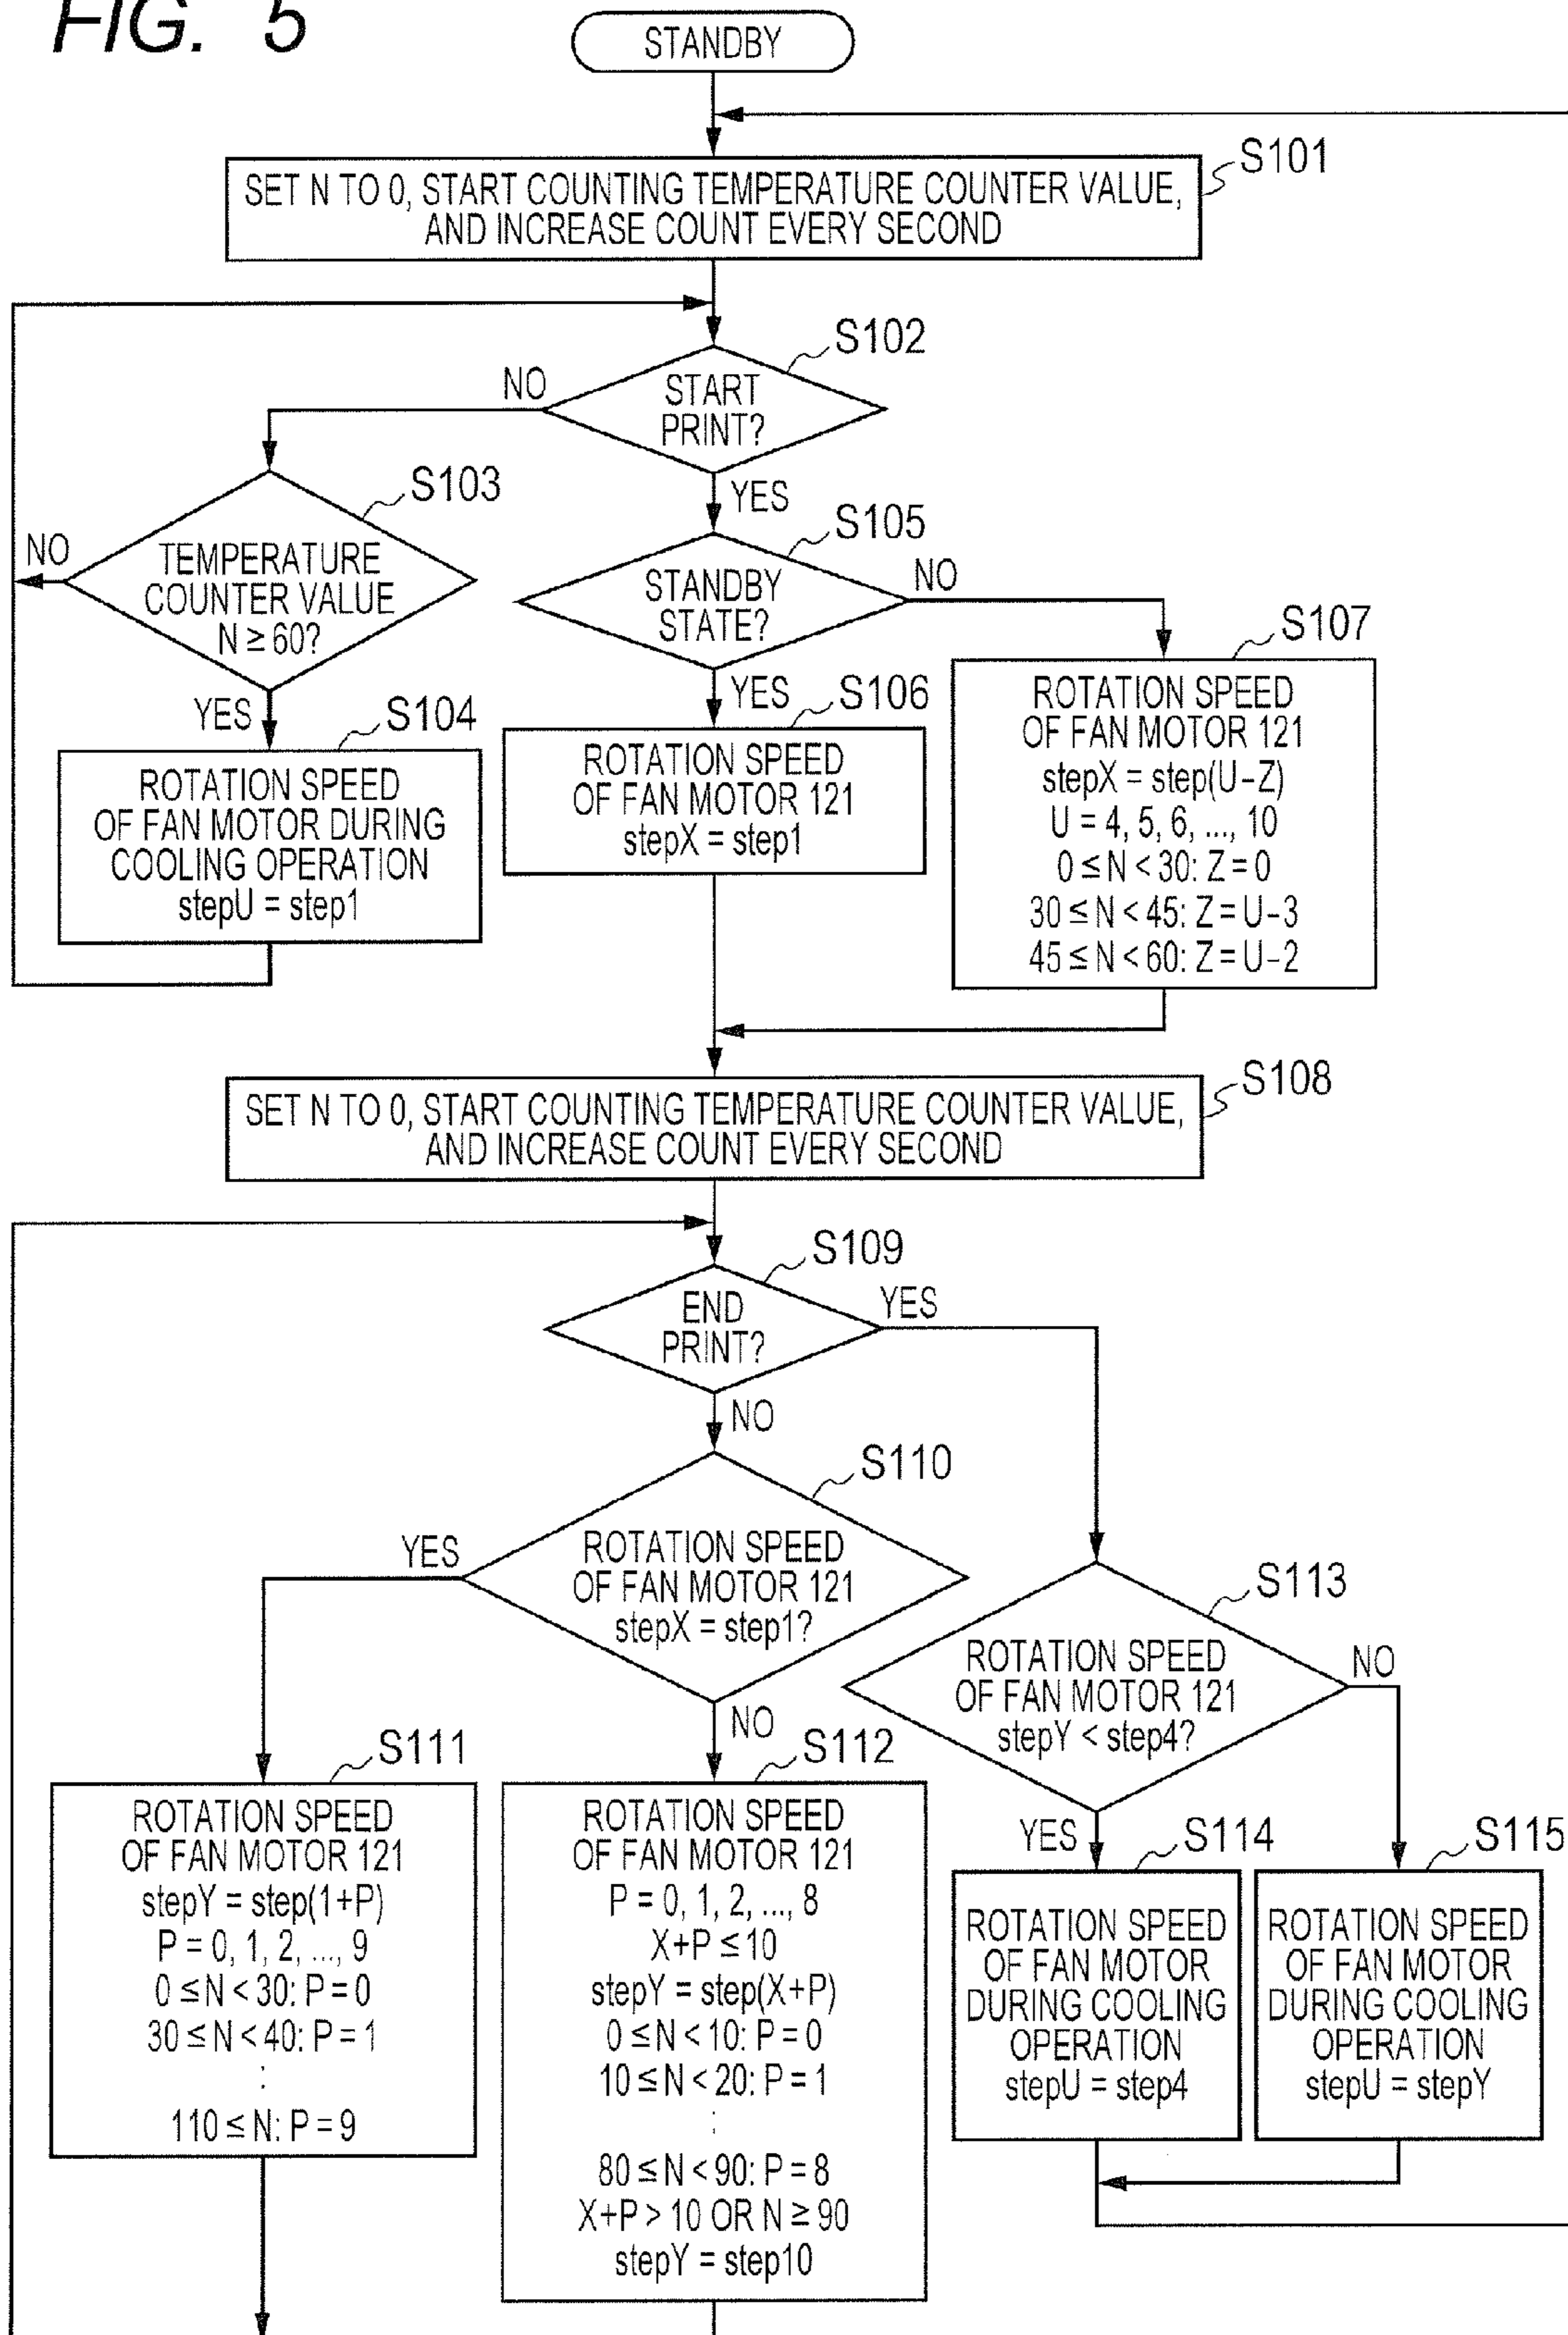 FIG. 5
STANDBY
S101
SET N TO 0, START COUNTING TEMPERATURE COUNTER VALUE,
AND INCREASE COUNT EVERY SECOND
S102
START
PRINT?
NO
YES
S103
TEMPERATURE
COUNTER VALUE
N ≥ 60?
NO
YES
S104
ROTATION SPEED
OF FAN MOTOR DURING
COOLING OPERATION
stepU = step1
S105
STANDBY
STATE?
NO
YES
S106
ROTATION SPEED
OF FAN MOTOR 121
stepX = step1
S107
ROTATION SPEED
OF FAN MOTOR 121
stepX = step(U-Z)
U = 4, 5, 6, ..., 10
0 ≤ N < 30: Z = 0
30 ≤ N < 45: Z = U-3
45 ≤ N < 60: Z = U-2
S108
SET N TO 0, START COUNTING TEMPERATURE COUNTER VALUE,
AND INCREASE COUNT EVERY SECOND
S109
END
PRINT?
YES
NO
S110
ROTATION SPEED
OF FAN MOTOR 121
stepX = step1?
YES
NO
S111
ROTATION SPEED
OF FAN MOTOR 121
stepY = step(1+P)
P = 0, 1, 2, ..., 9
0 ≤ N < 30: P = 0
30 ≤ N < 40: P = 1
:
110 ≤ N: P = 9
S112
ROTATION SPEED
OF FAN MOTOR 121
P = 0, 1, 2, ..., 8
X+P ≤ 10
stepY = step(X+P)
0 ≤ N < 10: P = 0
10 ≤ N < 20: P = 1
:
80 ≤ N < 90: P = 8
X+P > 10 OR N ≥ 90
stepY = step10
S113
ROTATION SPEED
OF FAN MOTOR 121
stepY < step4?
NO
YES
S114
ROTATION SPEED
OF FAN MOTOR
DURING COOLING
OPERATION
stepU = step4
S115
ROTATION SPEED
OF FAN MOTOR
DURING COOLING
OPERATION
stepU = stepY